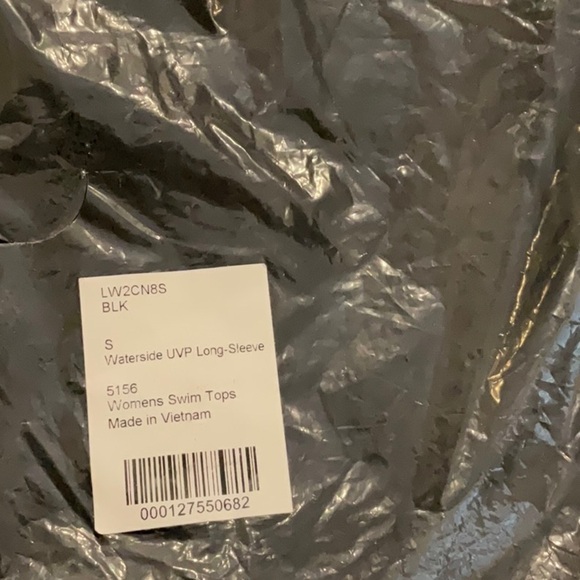 LW2CN8S
BLK
S
Waterside UVP Long-Sleeve
5156
Womens Swim Tops
Made in Vietnam
000127550682